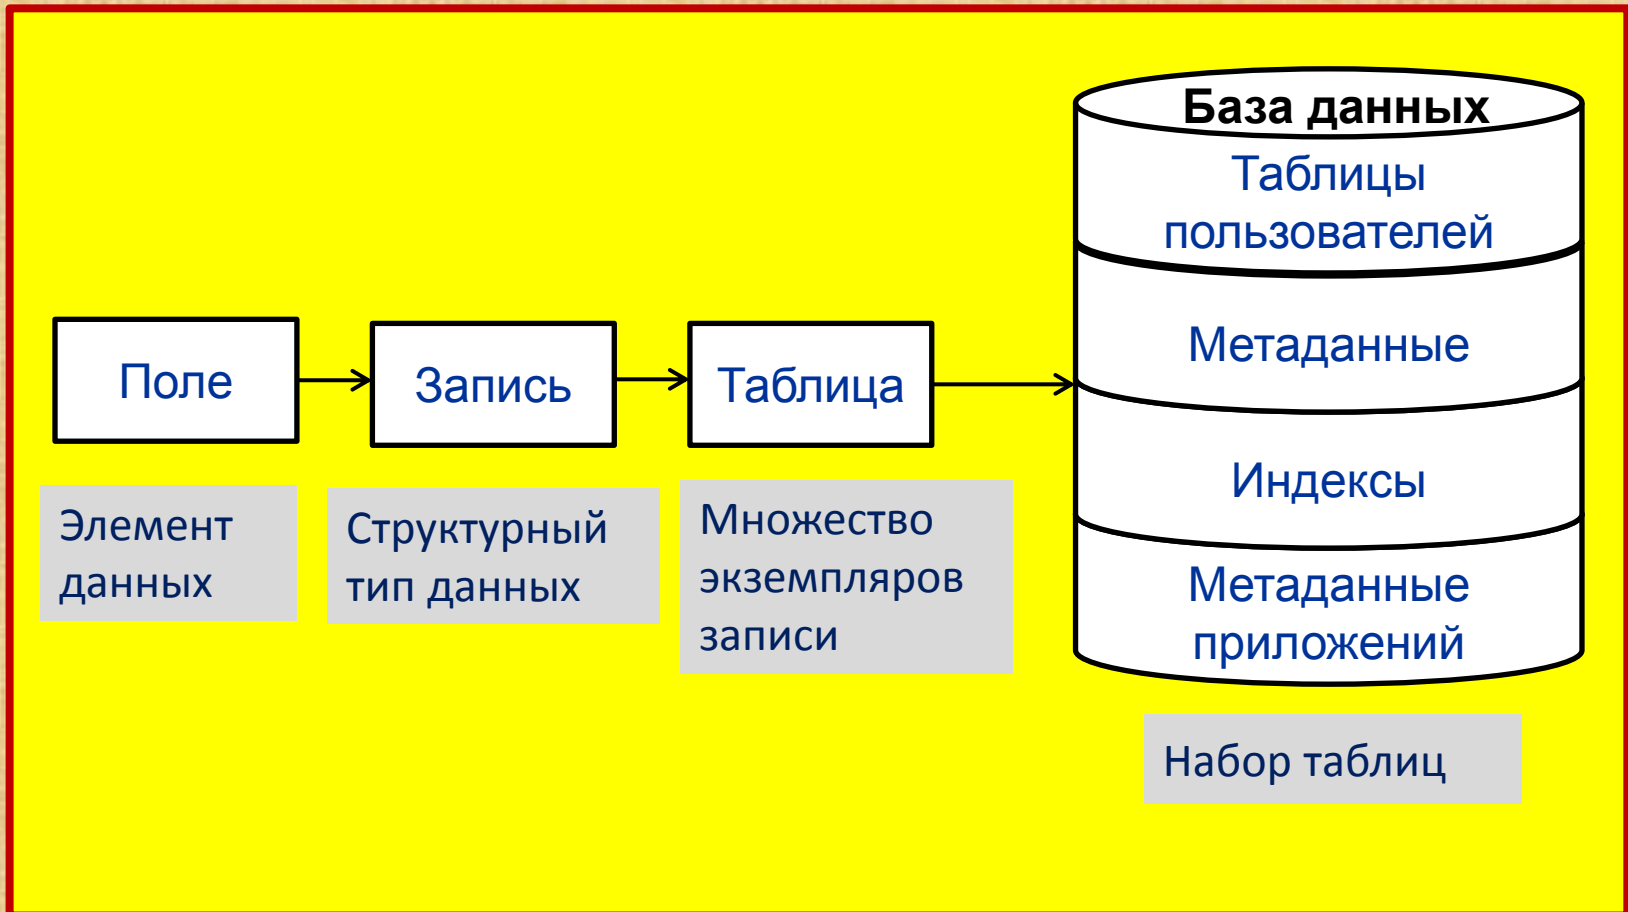 База данных
Таблицы
пользователей
Метаданные
Индексы
Метаданные
приложений
Поле
Запись
Таблица
Элемент
данных
Структурный
тип данных
Множество
экземпляров
записи
Набор таблиц